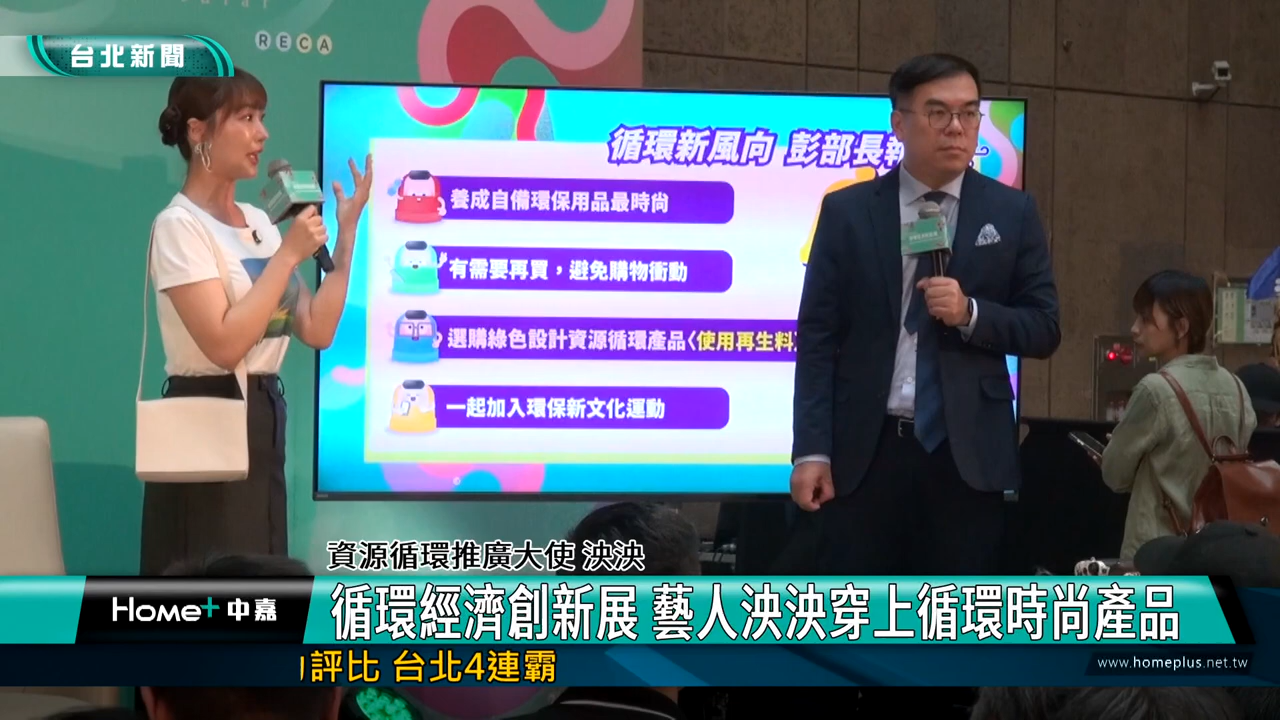 RECA
台北新聞
循環新風向 彭部長
養成自備環保用品最時尚
有需要再買，避免購物衝動
選購綠色設計資源循環產品〈使用再生料
一起加入環保新文化運動
資源循環推廣大使 泱泱
Home+ 中嘉
循環經濟創新展 藝人泱泱穿上循環時尚產品
評比 台北4連霸
www.homeplus.net.tw